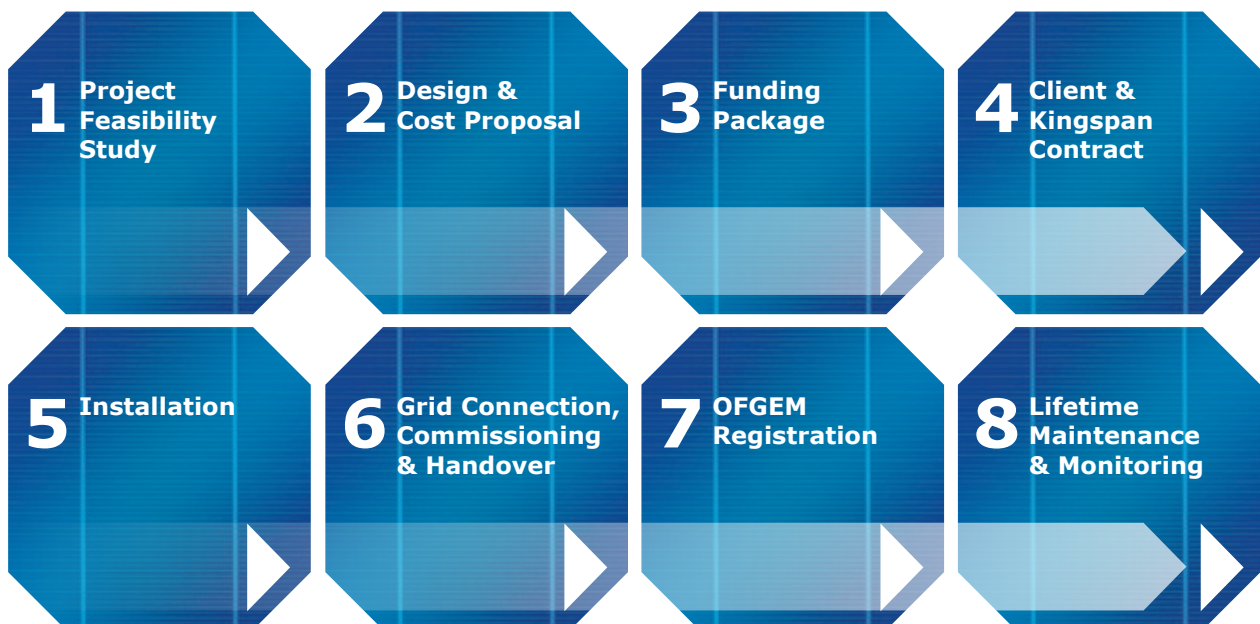 1 Project
Feasibility
Study
2 Design &
Cost Proposal
3 Funding
Package
4 Client &
Kingspan
Contract
5 Installation
6 Grid Connection,
Commissioning
& Handover
7 OFGEM
Registration
8 Lifetime
Maintenance
& Monitoring